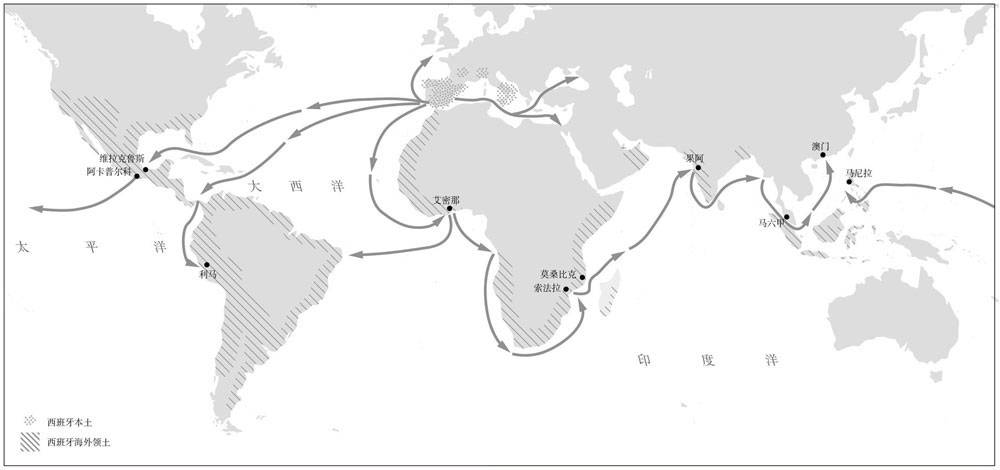 维拉克鲁斯
阿卡普尔科
大西洋
太平洋
利马
艾密那
莫桑比克
索法拉
果阿
澳门
马尼拉
马六甲
印度洋
西班牙本土
西班牙海外领土